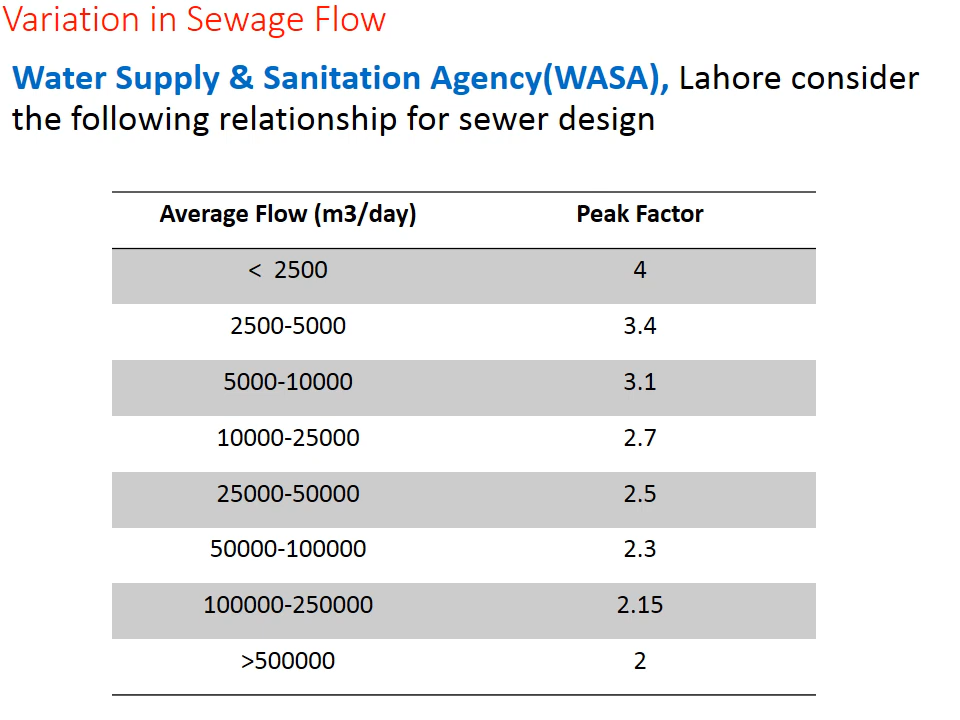 Variation in Sewage Flow
Water Supply & Sanitation Agency(WASA), Lahore consider
the following relationship for sewer design
Average Flow (m3/day) Peak Factor
< 2500 4
2500-5000 3.4
5000-10000 3.1
10000-25000 2.7
25000-50000 2.5
50000-100000 2.3
100000-250000 2.15
>500000 2